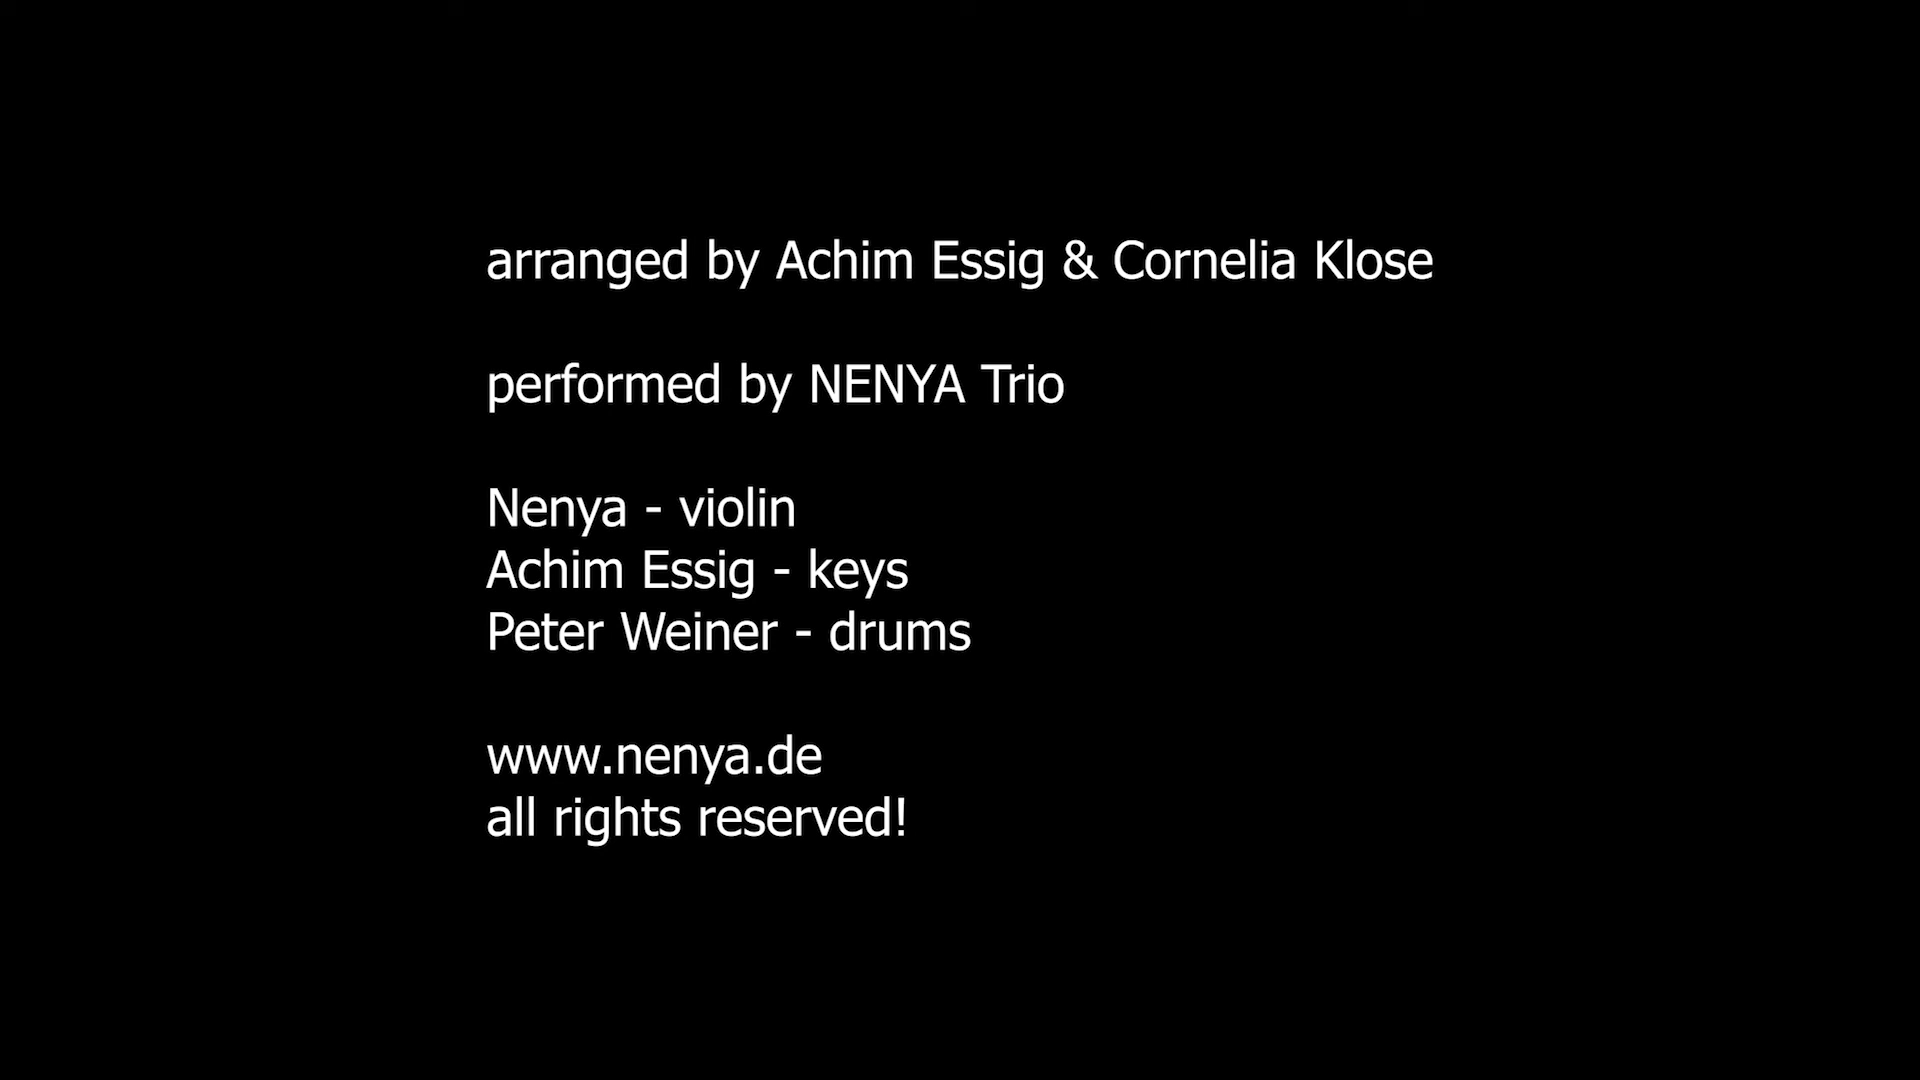 arranged by Achim Essig & Cornelia Klose
performed by NENYA Trio
Nenya - violin
Achim Essig - keys
Peter Weiner - drums
www.nenya.de
all rights reserved!